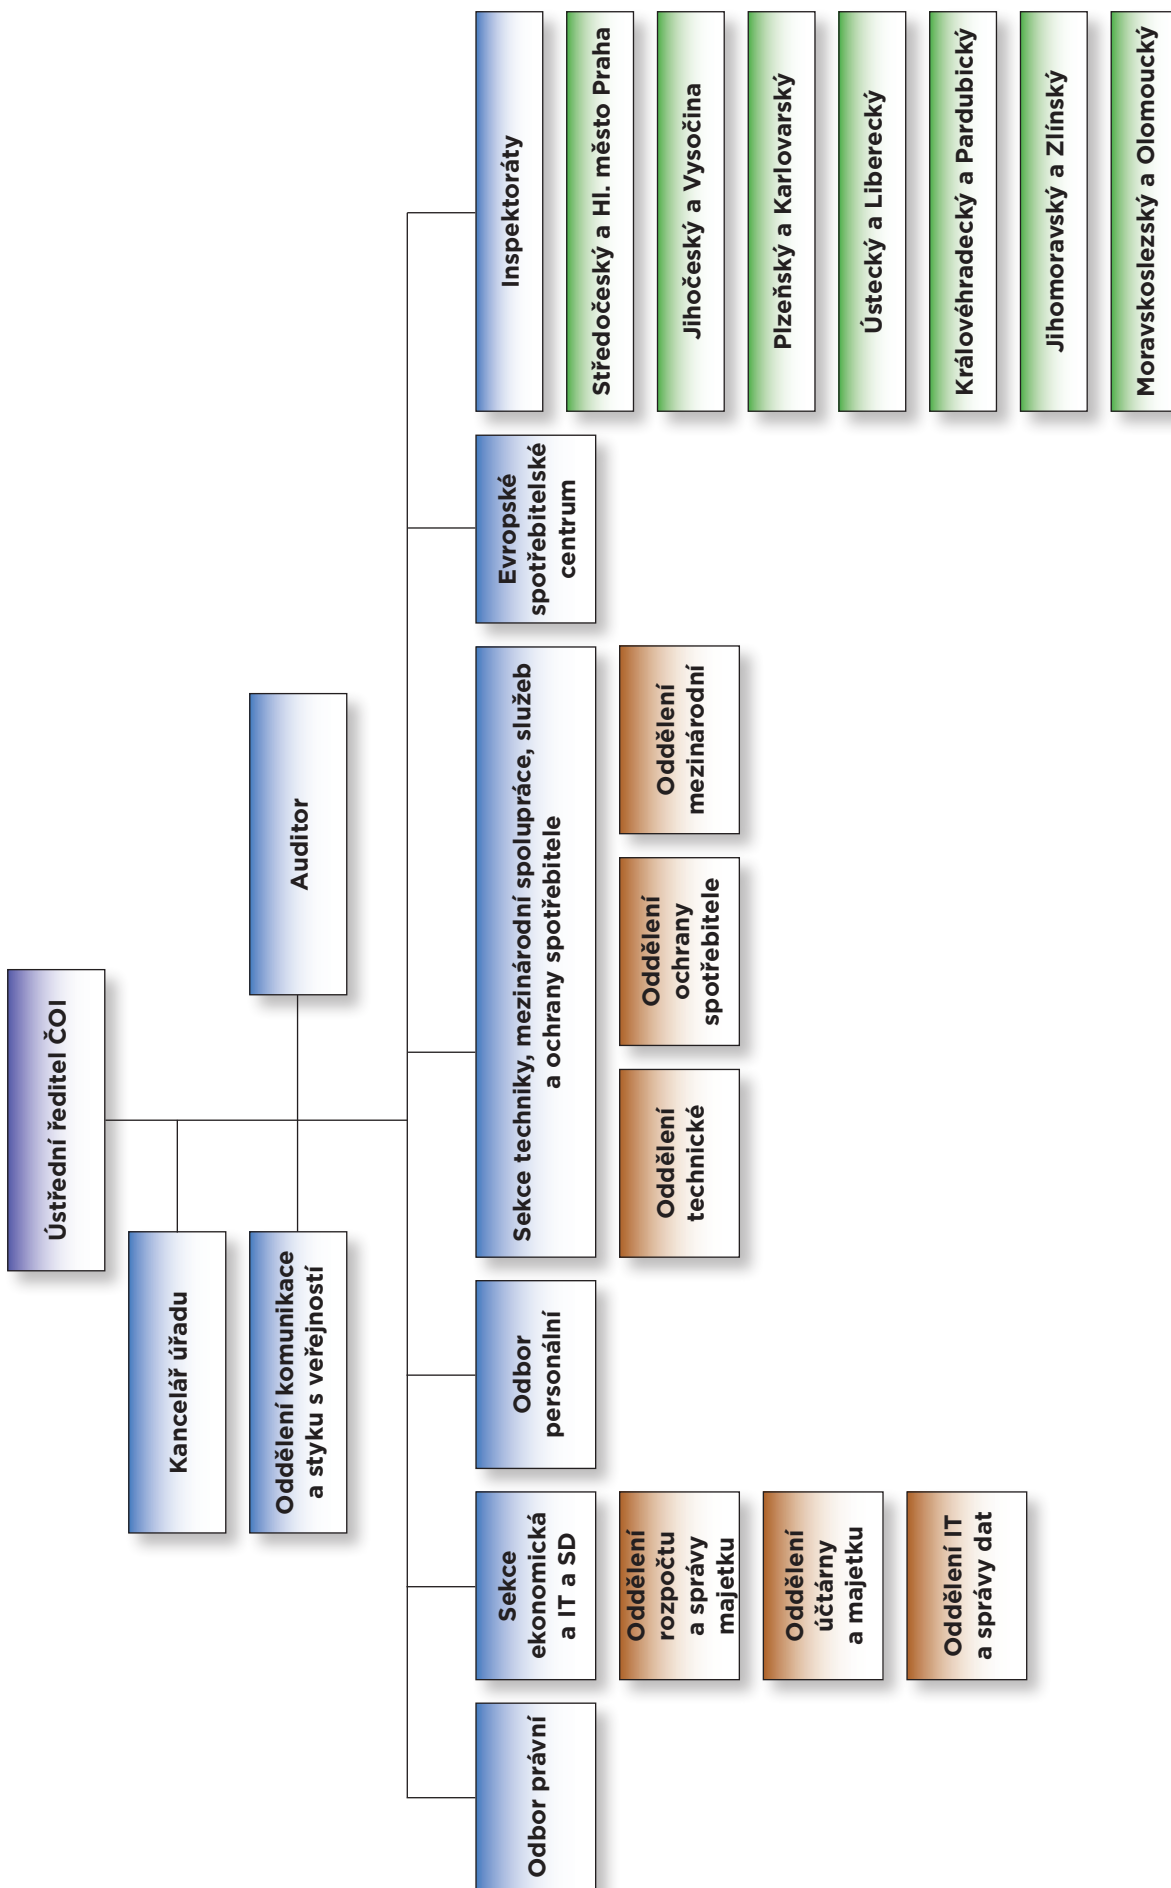 Ústřední ředitel ČOI
Kancelář úřadu
Oddělení komunikace
a styku s veřejností
Auditor
Odbor právní
Sekce
ekonomická
a IT a SD
Oddělení
rozpočtu
a správy
majetku
Oddělení
účtárny
a majetku
Oddělení IT
a správy dat
Odbor
personální
Sekce techniky, mezinárodní spolupráce, služeb
a ochrany spotřebitele
Oddělení
technické
Oddělení
ochrany
spotřebitele
Oddělení
mezinárodní
Evropské
spotřebitelské
centrum
Inspektoráty
Středočeský a Hl. město Praha
Jihočeský a Vysočina
Plzeňský a Karlovarský
Ústecký a Liberecký
Královéhradecký a Pardubický
Jihomoravský a Zlínský
Moravskoslezský a Olomoucký